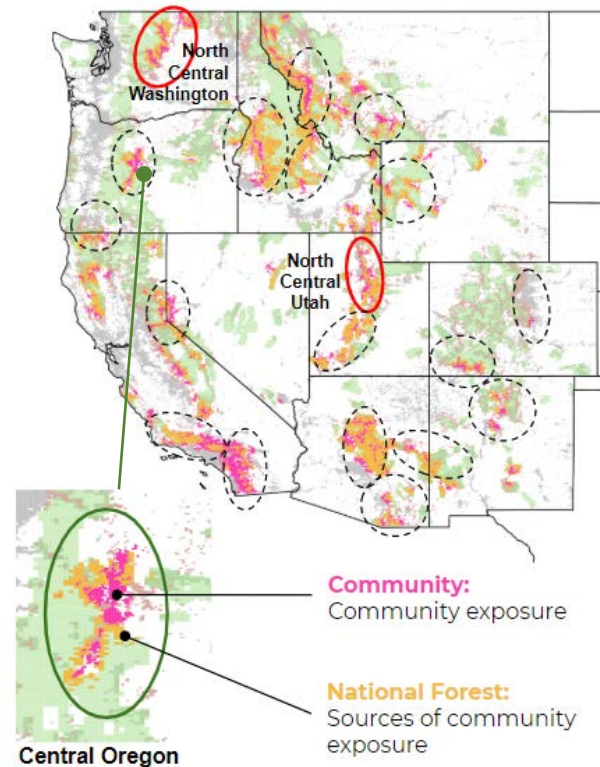 North
Central
Washington
North
Central
Utah
Community:
Community exposure
National Forest:
Sources of community
exposure
Central Oregon